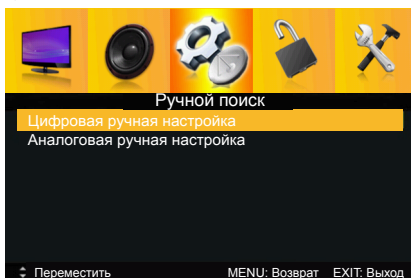 Ручной поиск
Цифровая ручная настройка
Аналоговая ручная настройка
Переместить MENU: Возврат EXIT: Выход